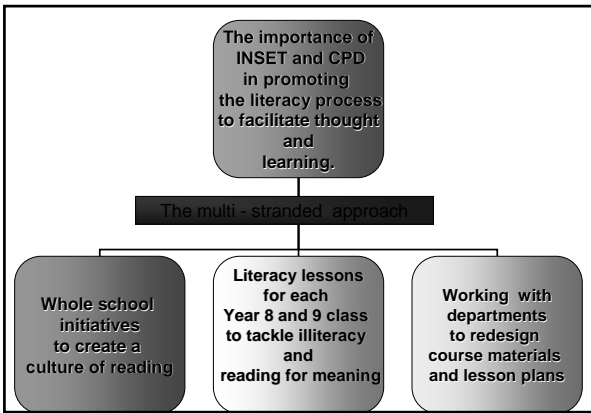 The importance of
INSET and CPD
in promoting
the literacy process
to facilitate thought
and
learning.
The multi - stranded approach
Whole school
initiatives
to create a
culture of reading
Literacy lessons
for each
Year 8 and 9 class
to tackle illiteracy
and
reading for meaning
Working with
departments
to redesign
course materials
and lesson plans